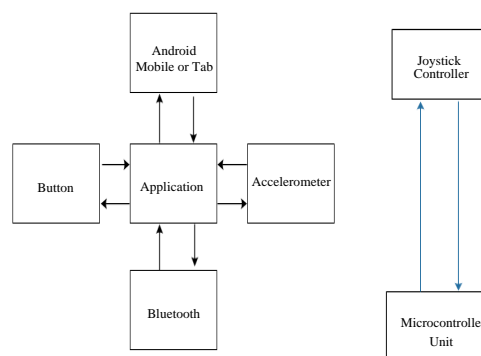 Android
Mobile or Tab
Joystick
Controller
Button
Application
Accelerometer
Bluetooth
Microcontrolle
Unit